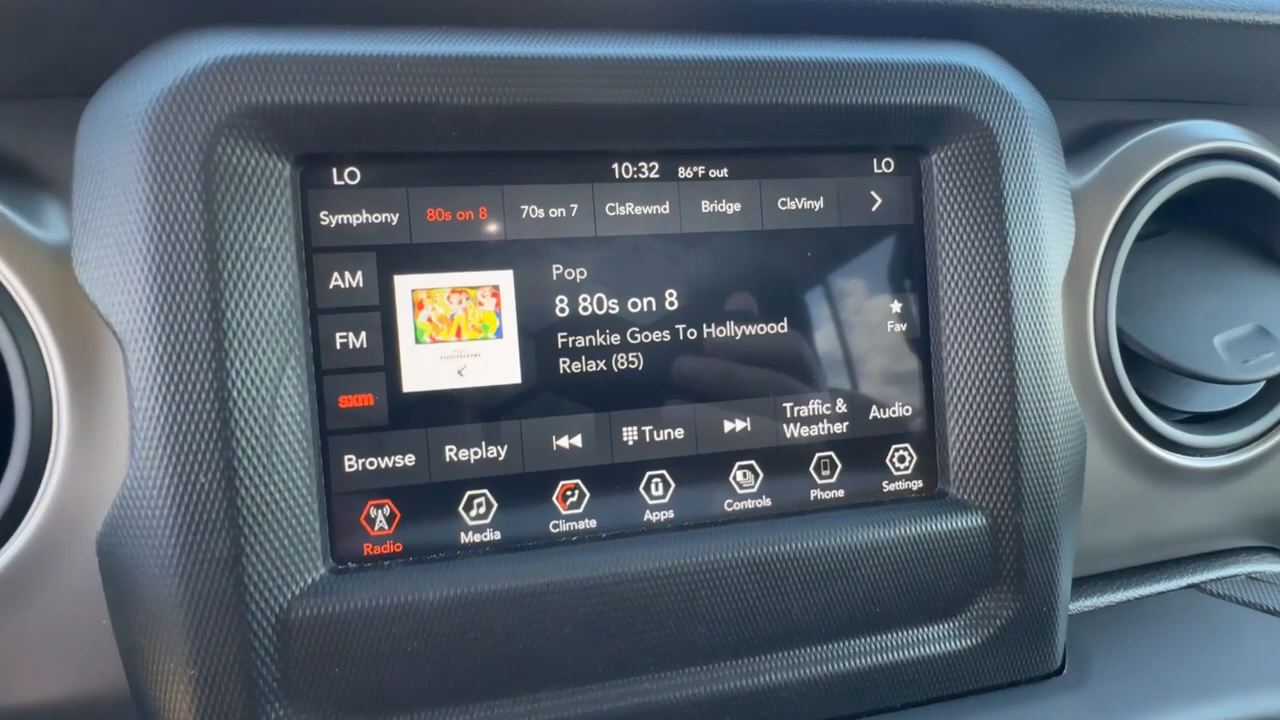 LO 10:32 86°F out LO
Symphony 80s on 8 70s on 7 ClsRewnd Bridge ClsVinyl
AM
FM
sxm
Pop
8 80s on 8
Frankie Goes To Hollywood
Relax (85)
Fav
Browse Replay Tune Traffic & Weather Audio
Radio Media Climate Apps Controls Phone Settings